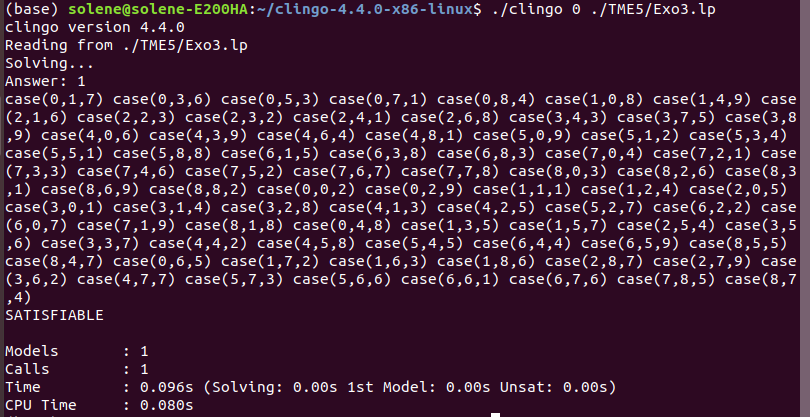 (base) solene@solene-E200HA:~/clingo-4.4.0-x86-linux$ ./clingo 0 ./TME5/Exo3.lp
clingo version 4.4.0
Reading from ./TME5/Exo3.lp
Solving...
Answer: 1
case(0,1,7) case(0,3,6) case(0,5,3) case(0,7,1) case(0,8,4) case(1,0,8) case(1,4,9) case
(2,1,6) case(2,2,3) case(2,3,2) case(2,4,1) case(2,6,8) case(3,4,3) case(3,7,5) case(3,8
,9) case(4,0,6) case(4,3,9) case(4,6,4) case(4,8,1) case(5,0,9) case(5,1,2) case(5,3,4)
case(5,5,1) case(5,8,8) case(6,1,5) case(6,3,8) case(6,8,3) case(7,0,4) case(7,2,1) case
(7,3,3) case(7,4,6) case(7,5,2) case(7,6,7) case(7,7,8) case(8,0,3) case(8,2,6) case(8,3
,1) case(8,6,9) case(8,8,2) case(0,0,2) case(0,2,9) case(1,1,1) case(1,2,4) case(2,0,5)
case(3,0,1) case(3,1,4) case(3,2,8) case(4,1,3) case(4,2,5) case(5,2,7) case(6,2,2) case
(6,0,7) case(7,1,9) case(8,1,8) case(0,4,8) case(1,3,5) case(1,5,7) case(2,5,4) case(3,5
,6) case(3,3,7) case(4,4,2) case(4,5,8) case(5,4,5) case(6,4,4) case(6,5,9) case(8,5,5)
case(8,4,7) case(0,6,5) case(1,7,2) case(1,6,3) case(1,8,6) case(2,8,7) case(2,7,9) case
(3,6,2) case(4,7,7) case(5,7,3) case(5,6,6) case(6,6,1) case(6,7,6) case(7,8,5) case(8,7
,4)
SATISFIABLE
Models : 1
Calls : 1
Time : 0.096s (Solving: 0.00s 1st Model: 0.00s Unsat: 0.00s)
CPU Time : 0.080s